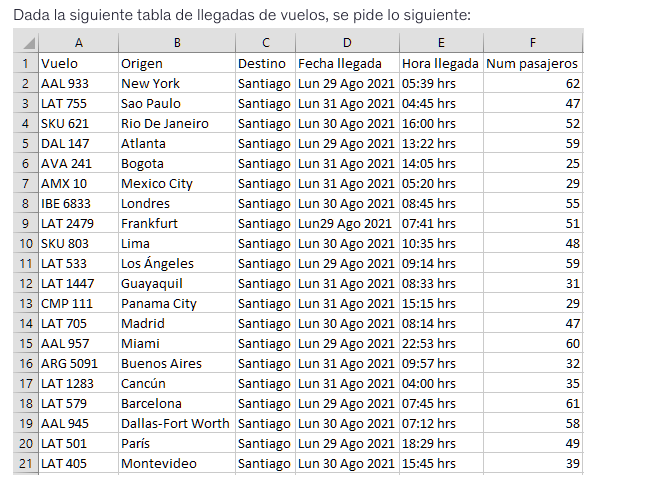 Dada la siguiente tabla de llegadas de vuelos, se pide lo siguiente:
A B C D E F
1 Vuelo Origen Destino Fecha llegada Hora llegada Num pasajeros
2 AAL 933 New York Santiago Lun 29 Ago 2021 05:39 hrs 62
3 LAT 755 Sao Paulo Santiago Lun 31 Ago 2021 04:45 hrs 47
4 SKU 621 Rio De Janeiro Santiago Lun 30 Ago 2021 16:00 hrs 52
5 DAL 147 Atlanta Santiago Lun 29 Ago 2021 13:22 hrs 59
6 AVA 241 Bogota Santiago Lun 31 Ago 2021 14:05 hrs 25
7 AMX 10 Mexico City Santiago Lun 31 Ago 2021 05:20 hrs 29
8 IBE 6833 Londres Santiago Lun 30 Ago 2021 08:45 hrs 55
9 LAT 2479 Frankfurt Santiago Lun29 Ago 2021 07:41 hrs 51
10 SKU 803 Lima Santiago Lun 30 Ago 2021 10:35 hrs 48
11 LAT 533 Los Ángeles Santiago Lun 29 Ago 2021 09:14 hrs 59
12 LAT 1447 Guayaquil Santiago Lun 31 Ago 2021 08:33 hrs 31
13 CMP 111 Panama City Santiago Lun 31 Ago 2021 15:15 hrs 29
14 LAT 705 Madrid Santiago Lun 30 Ago 2021 08:14 hrs 47
15 AAL 957 Miami Santiago Lun 29 Ago 2021 22:53 hrs 60
16 ARG 5091 Buenos Aires Santiago Lun 31 Ago 2021 09:57 hrs 32
17 LAT 1283 Cancún Santiago Lun 31 Ago 2021 04:00 hrs 35
18 LAT 579 Barcelona Santiago Lun 29 Ago 2021 07:45 hrs 61
19 AAL 945 Dallas-Fort Worth Santiago Lun 30 Ago 2021 07:12 hrs 58
20 LAT 501 París Santiago Lun 29 Ago 2021 18:29 hrs 49
21 LAT 405 Montevideo Santiago Lun 30 Ago 2021 15:45 hrs 39